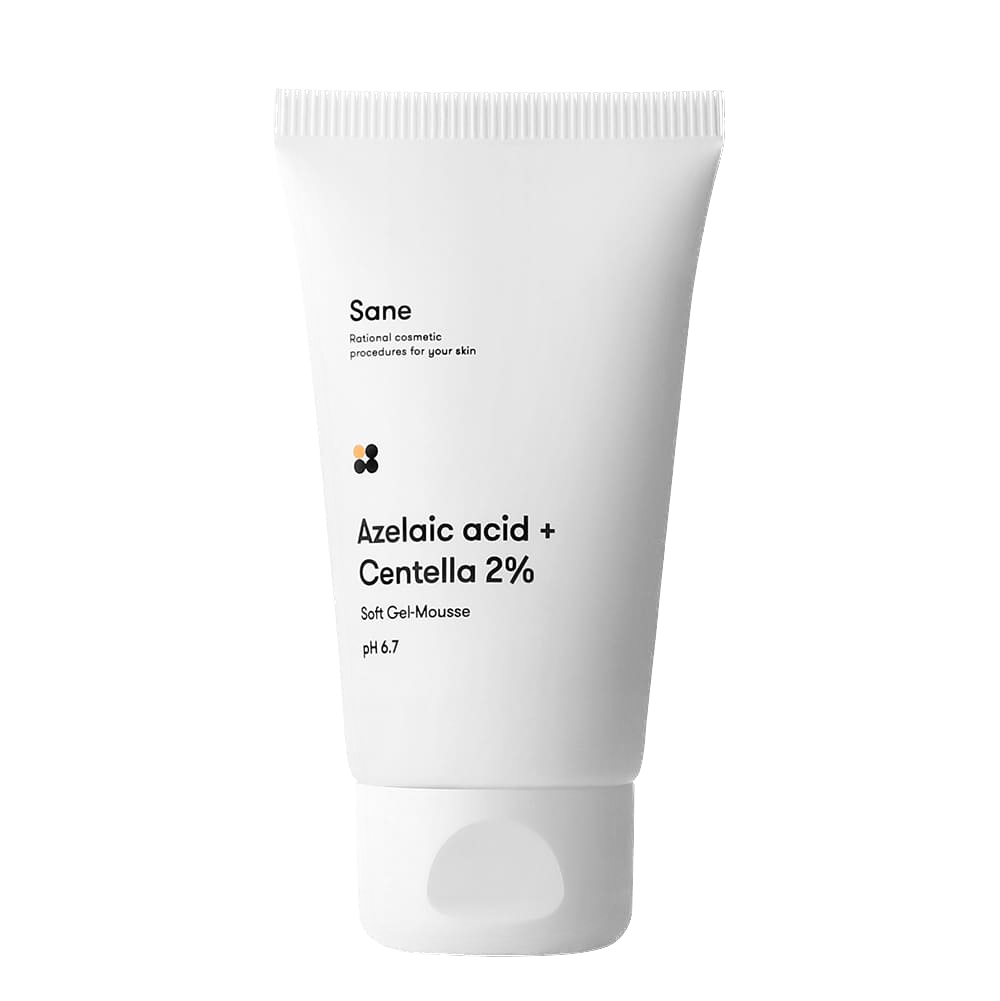 Sane
Rational cosmetic
procedures for your skin
Azelaic acid +
Centella 2%
Soft Gel-Mousse
pH 6.7